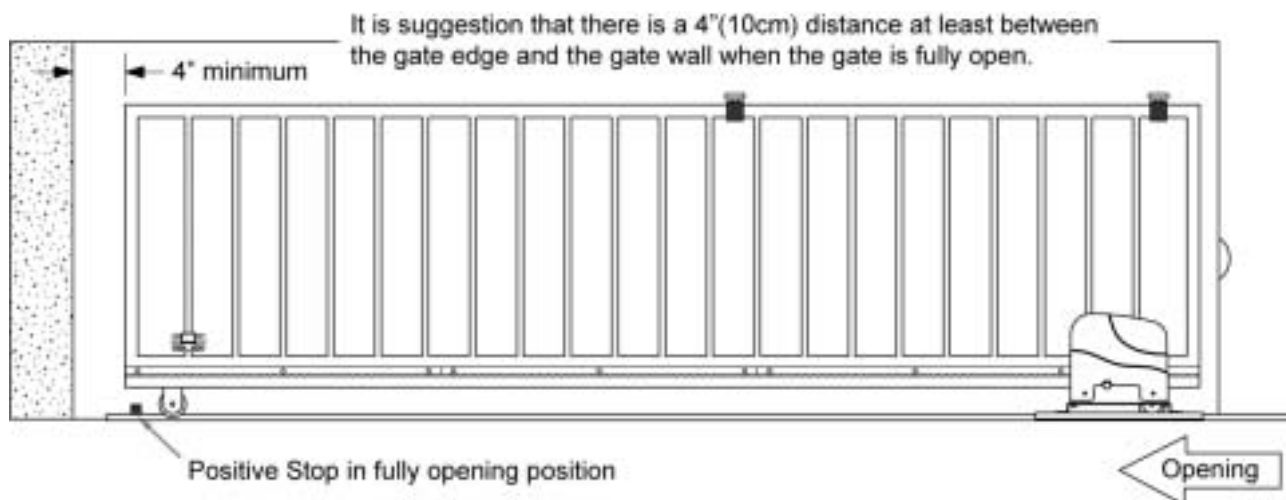 It is suggestion that there is a 4"(10cm) distance at least between
the gate edge and the gate wall when the gate is fully open.
4" minimum
Positive Stop in fully opening position
Opening